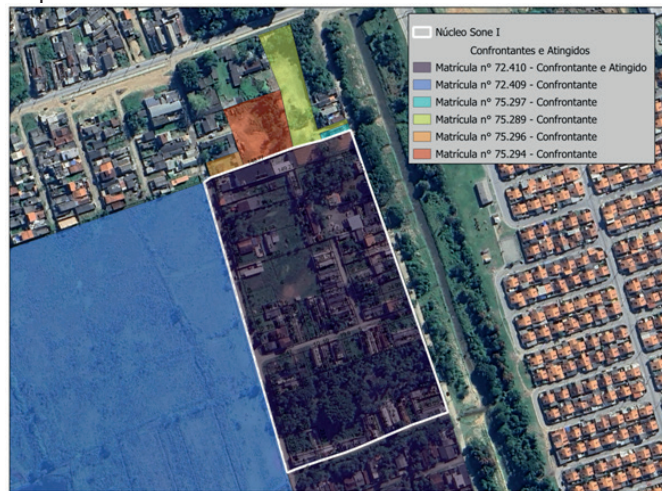 Núcleo Sone I
Confrontantes e Atingidos
Matrícula nº 72.410 - Confrontante e Atingido
Matrícula nº 72.409 - Confrontante
Matrícula nº 75.297 - Confrontante
Matrícula nº 75.289 - Confrontante
Matrícula nº 75.296 - Confrontante
Matrícula nº 75.294 - Confrontante